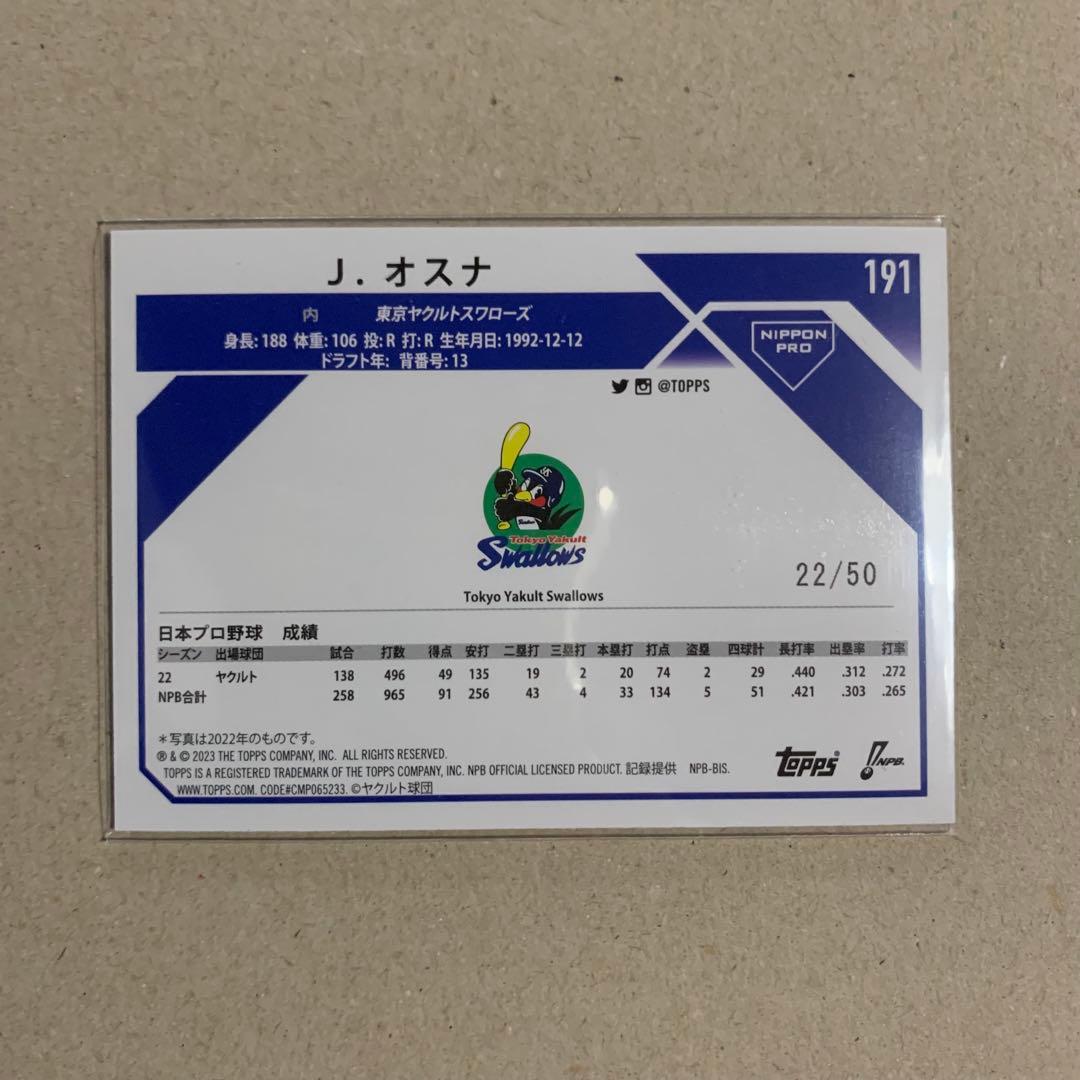 J. オスナ
191
内 東京ヤクルトスワローズ
身長: 188 体重: 106 投: R 打: R 生年月日: 1992-12-12
ドラフト年: 背番号: 13
NIPPON
PRO
@TOPPS
Tokyo Yakult
Swallows
22/50
Tokyo Yakult Swallows
日本プロ野球 成績
シーズン 出場球団 試合 打数 得点 安打 二塁打 三塁打 本塁打 打点 盗塁 四球計 長打率 出塁率 打率
22 ヤクルト 138 496 49 135 19 2 20 74 2 29 .440 .312 .272
NPB合計 258 965 91 256 43 4 33 134 5 51 .421 .303 .265
＊写真は2022年のものです。
® & © 2023 THE TOPPS COMPANY, INC. ALL RIGHTS RESERVED.
TOPPS IS A REGISTERED TRADEMARK OF THE TOPPS COMPANY, INC. NPB OFFICIAL LICENSED PRODUCT. 記録提供 NPB-BIS.
WWW.TOPPS.COM. CODE#CMP065233. ©ヤクルト球団
topps®
NPB.